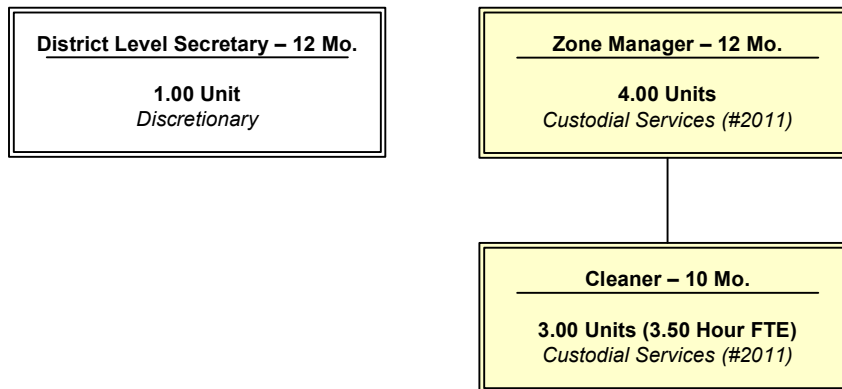 District Level Secretary – 12 Mo.
1.00 Unit
Discretionary
Zone Manager – 12 Mo.
4.00 Units
Custodial Services (#2011)
Cleaner – 10 Mo.
3.00 Units (3.50 Hour FTE)
Custodial Services (#2011)